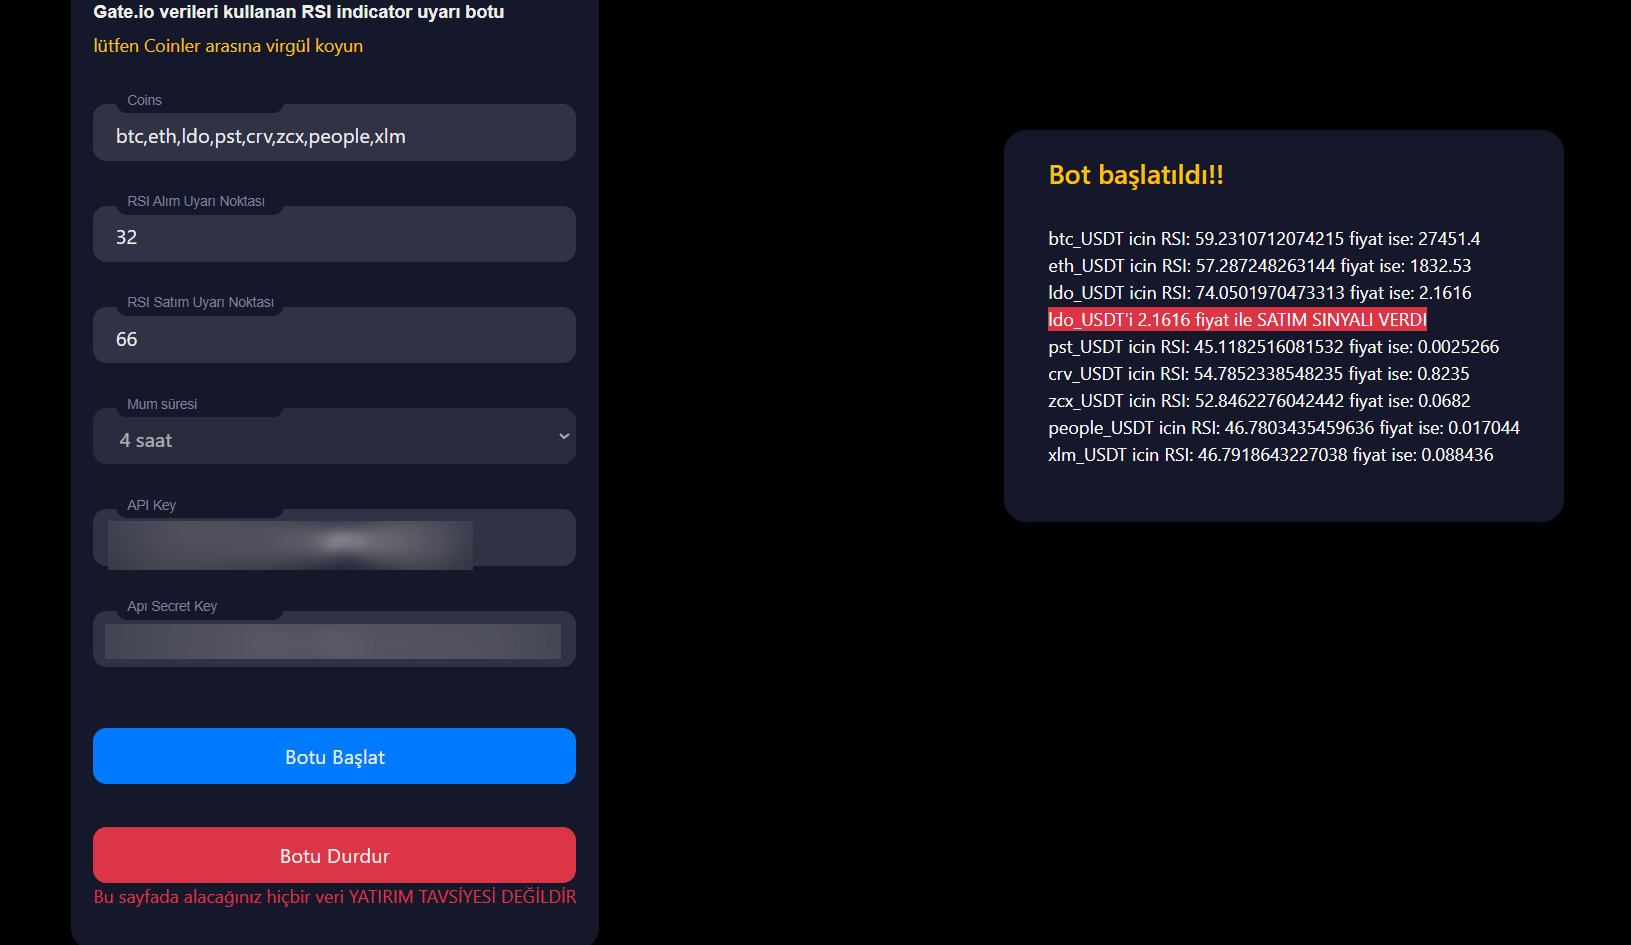 Gate.io verileri kullanan RSI indicator uyarı botu
lütfen Coinler arasına virgül koyun
Coins
btc,eth,ldo,pst,crv,zcx,people,xlm
RSI Alım Uyarı Noktası
32
RSI Satım Uyarı Noktası
66
Mum süresi
4 saat
API Key
Apı Secret Key
Botu Başlat
Botu Durdur
Bu sayfada alacağınız hiçbir veri YATIRIM TAVSİYESİ DEĞİLDİR
Bot başlatıldı!!
btc_USDT icin RSI: 59.2310712074215 fiyat ise: 27451.4
eth_USDT icin RSI: 57.287248263144 fiyat ise: 1832.53
ldo_USDT icin RSI: 74.0501970473313 fiyat ise: 2.1616
ldo_USDT'i 2.1616 fiyat ile SATIM SINYALI VERDI
pst_USDT icin RSI: 45.1182516081532 fiyat ise: 0.0025266
crv_USDT icin RSI: 54.7852338548235 fiyat ise: 0.8235
zcx_USDT icin RSI: 52.8462276042442 fiyat ise: 0.0682
people_USDT icin RSI: 46.7803435459636 fiyat ise: 0.017044
xlm_USDT icin RSI: 46.7918643227038 fiyat ise: 0.088436